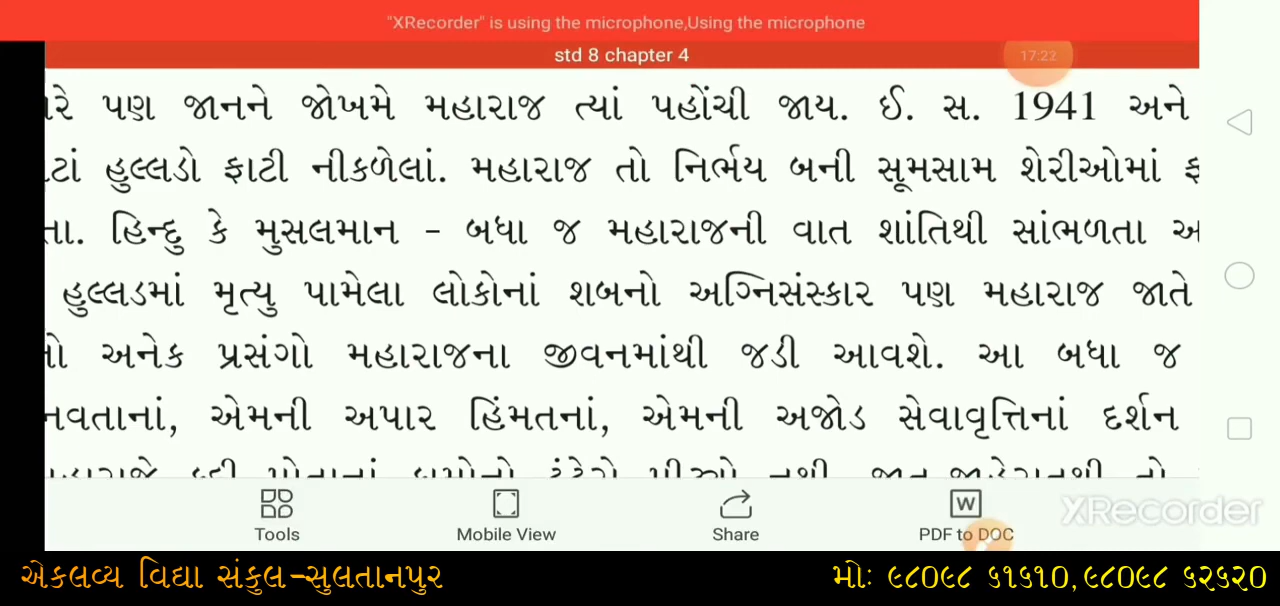 "XRecorder" is using the microphone,Using the microphone
std 8 chapter 4
17:22
પણ જાનને જોખમે મહારાજ ત્યાં પહોંચી જાય. ઈ. સ. 1941 અને
હુલ્લડો ફાટી નીકળેલાં. મહારાજ તો નિર્ભય બની સૂમસામ શેરીઓમાં
હિન્દુ કે મુસલમાન - બધા જ મહારાજની વાત શાંતિથી સાંભળતા
હુલ્લડમાં મૃત્યુ પામેલા લોકોનાં શબનો અગ્નિસંસ્કાર પણ મહારાજ જાતે
અનેક પ્રસંગો મહારાજના જીવનમાંથી જડી આવશે. આ બધા જ
નવતાનાં, એમની અપાર હિંમતનાં, એમની અજોડ સેવાવૃત્તિનાં દર્શન
Tools
Mobile View
Share
PDF to DOC
XRecorder
એકલવ્ય વિદ્યા સંકુલ-સુલતાનપુર
મોઃ ૯૮૦૯૮ ૬૧૬૧૦,૯૮૦૯૮ ૬૨૬૨૦